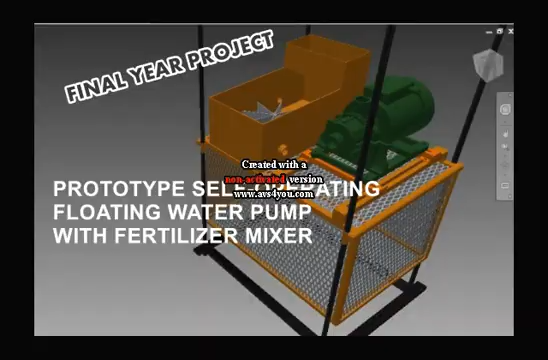 FINAL YEAR PROJECT
Created with a
non-activated version
www.avs4you.com
PROTOTYPE SELF-OPERATING
FLOATING WATER PUMP
WITH FERTILIZER MIXER